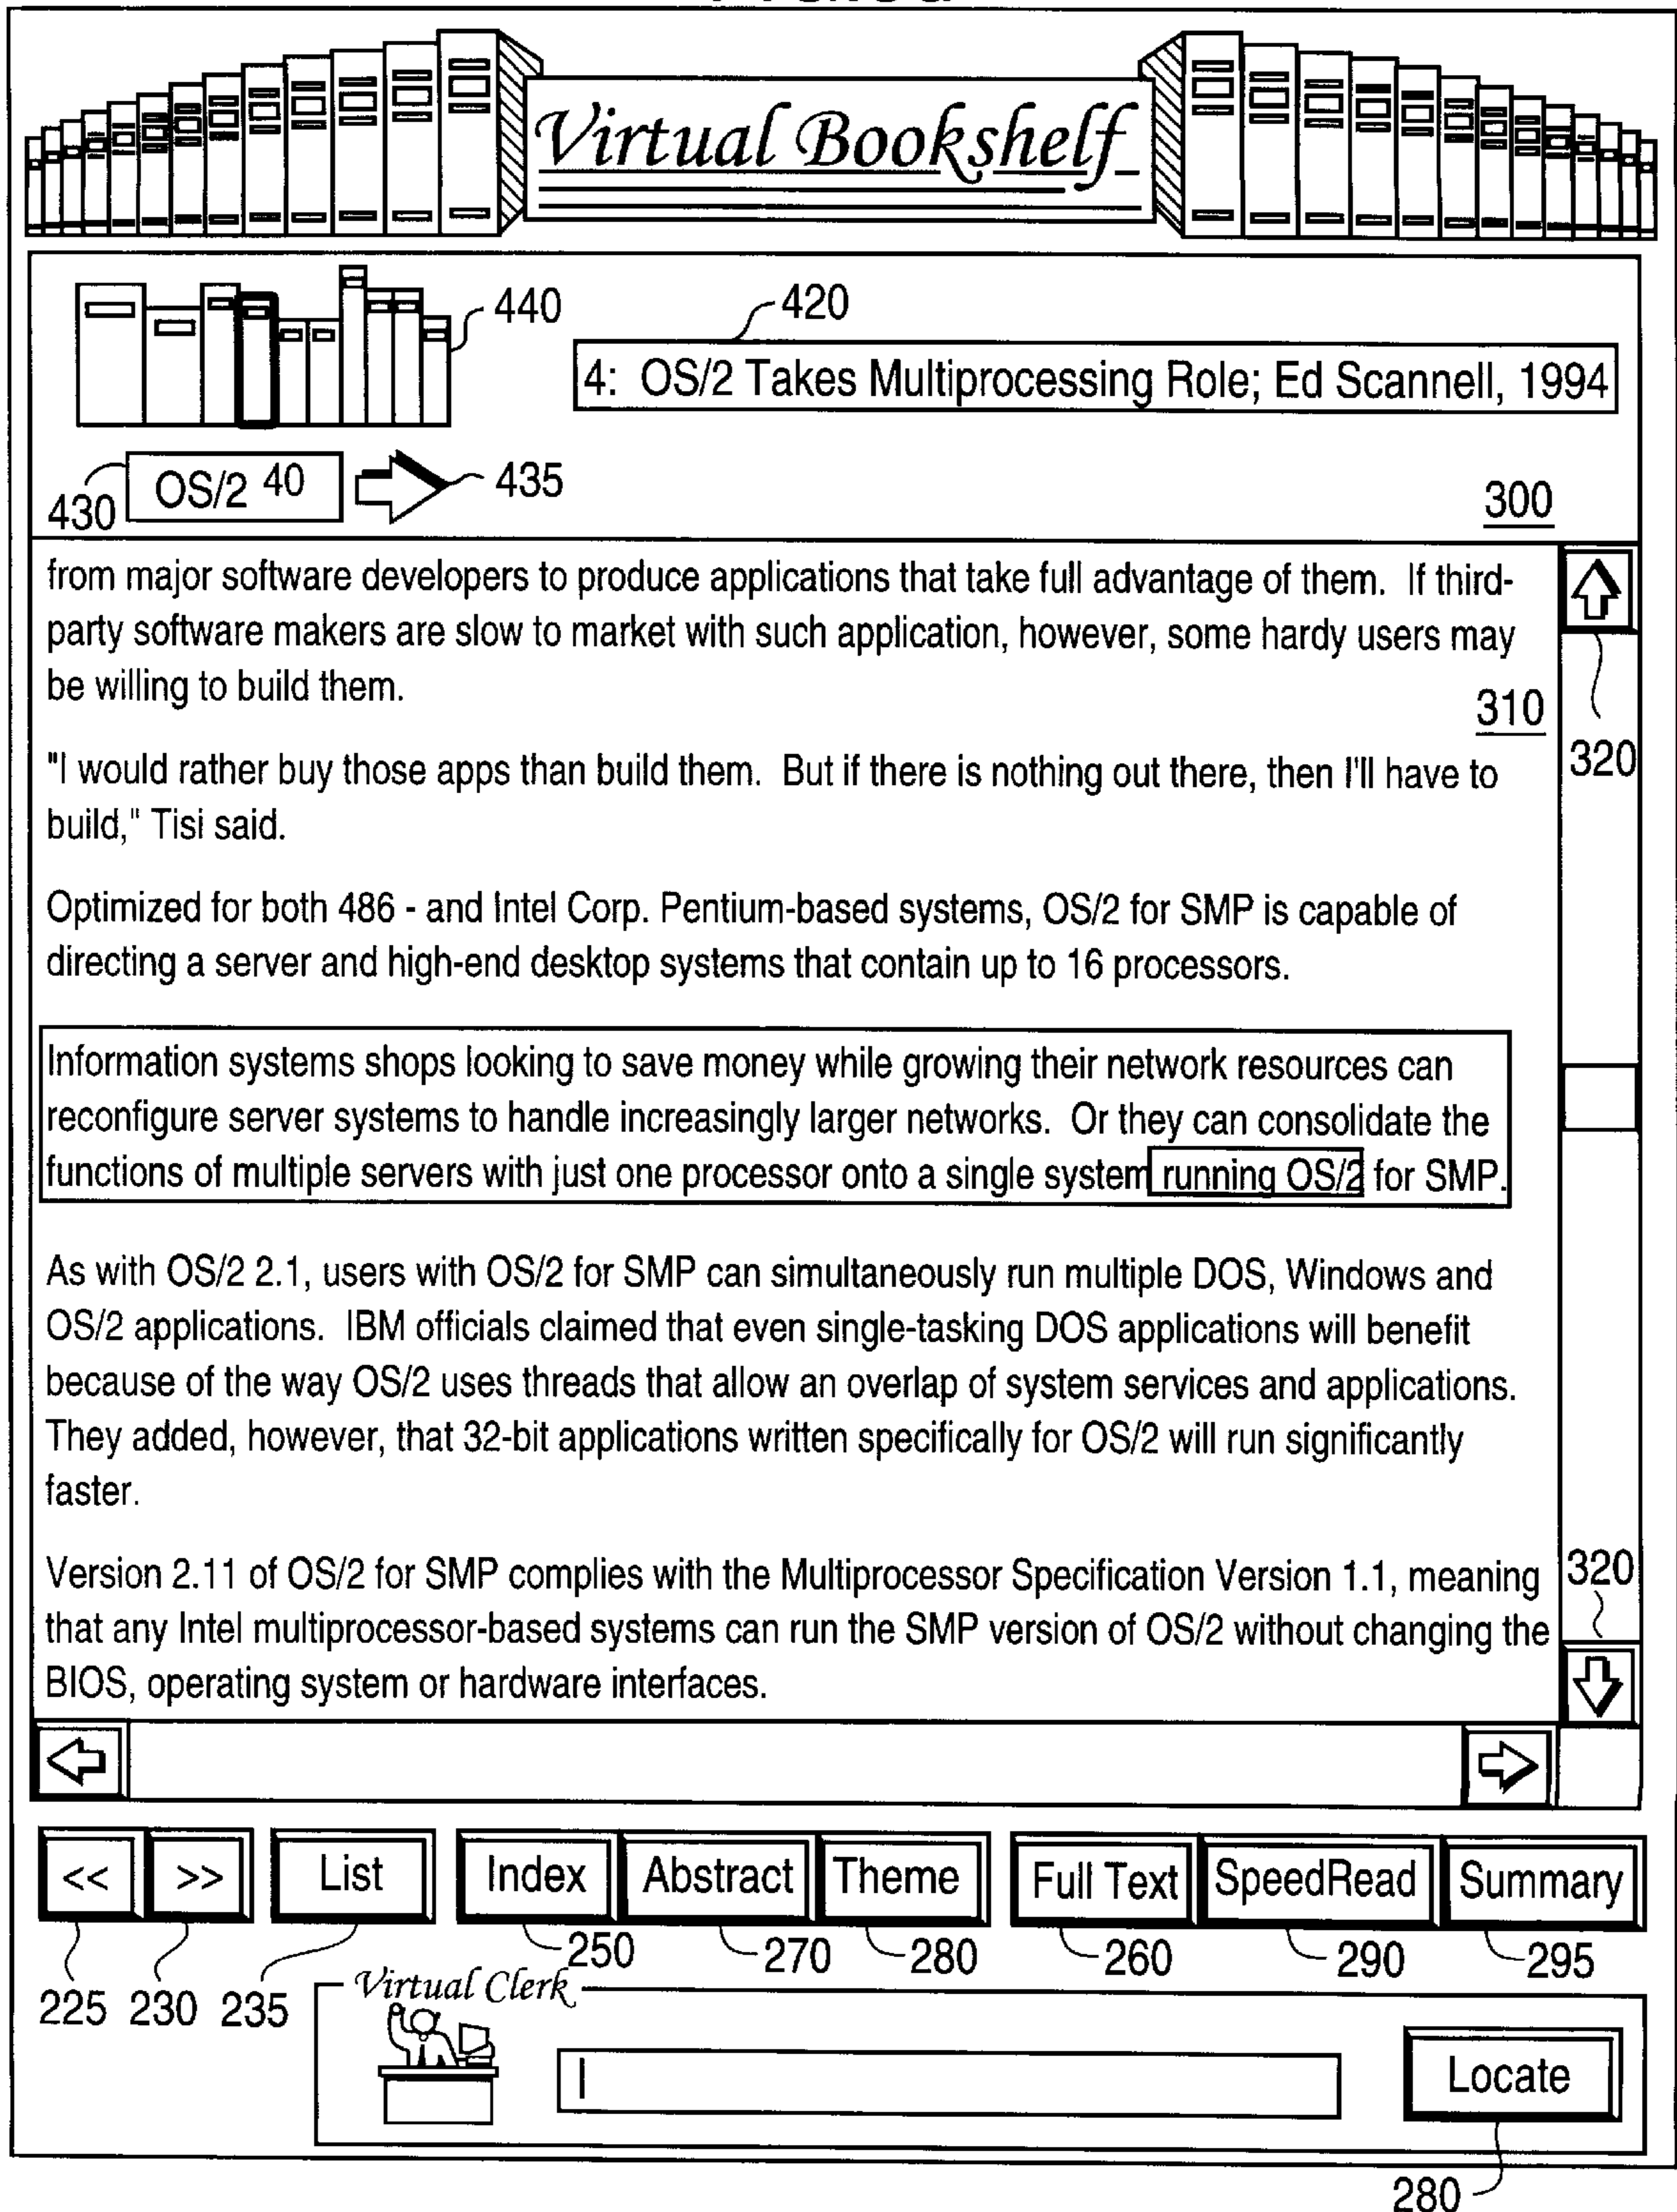 Virtual Bookshelf
440
420
4: OS/2 Takes Multiprocessing Role; Ed Scannell, 1994
430
OS/2 40
435
300
from major software developers to produce applications that take full advantage of them. If third-
party software makers are slow to market with such application, however, some hardy users may
be willing to build them.
310
320
"I would rather buy those apps than build them. But if there is nothing out there, then I'll have to
build," Tisi said.
Optimized for both 486 - and Intel Corp. Pentium-based systems, OS/2 for SMP is capable of
directing a server and high-end desktop systems that contain up to 16 processors.
Information systems shops looking to save money while growing their network resources can
reconfigure server systems to handle increasingly larger networks. Or they can consolidate the
functions of multiple servers with just one processor onto a single system running OS/2 for SMP.
As with OS/2 2.1, users with OS/2 for SMP can simultaneously run multiple DOS, Windows and
OS/2 applications. IBM officials claimed that even single-tasking DOS applications will benefit
because of the way OS/2 uses threads that allow an overlap of system services and applications.
They added, however, that 32-bit applications written specifically for OS/2 will run significantly
faster.
Version 2.11 of OS/2 for SMP complies with the Multiprocessor Specification Version 1.1, meaning
that any Intel multiprocessor-based systems can run the SMP version of OS/2 without changing the
BIOS, operating system or hardware interfaces.
320
<< >> List Index Abstract Theme Full Text SpeedRead Summary
250 270 280 260 290 295
225 230 235
Virtual Clerk
Locate
280